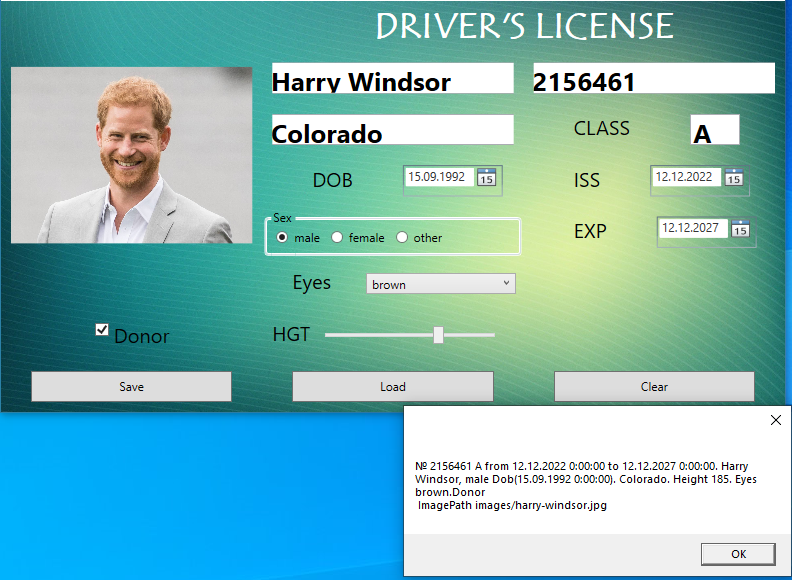 DRIVER'S LICENSE
Harry Windsor
2156461
Colorado
CLASS
A
DOB
15.09.1992
15
ISS
12.12.2022
15
Sex
male
female
other
EXP
12.12.2027
15
Eyes
brown
Donor
HGT
Save
Load
Clear
№ 2156461 A from 12.12.2022 0:00:00 to 12.12.2027 0:00:00. Harry
Windsor, male Dob(15.09.1992 0:00:00). Colorado. Height 185. Eyes
brown.Donor
ImagePath images/harry-windsor.jpg
OK